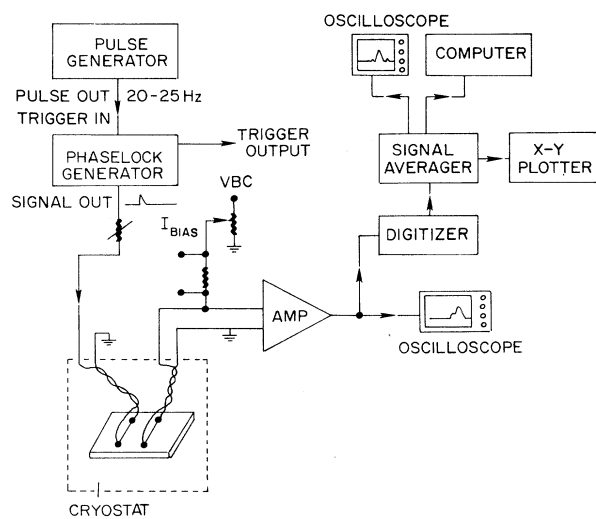 OSCILLOSCOPE
PULSE
GENERATOR
COMPUTER
PULSE OUT 20-25 Hz
TRIGGER IN
TRIGGER
OUTPUT
PHASELOCK
GENERATOR
SIGNAL
AVERAGER
X-Y
PLOTTER
SIGNAL OUT
VBC
I BIAS
DIGITIZER
AMP
OSCILLOSCOPE
CRYOSTAT